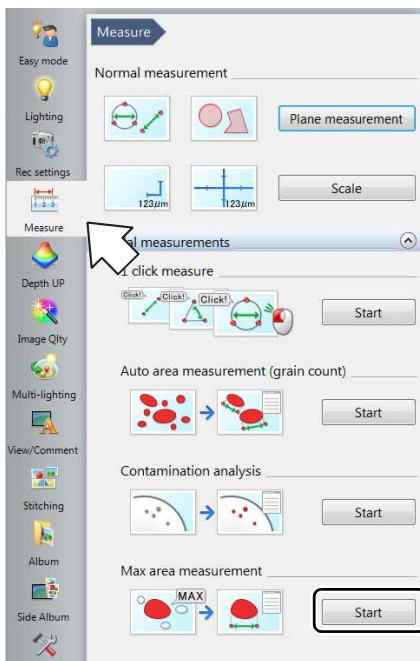 Measure
Easy mode
Normal measurement
Lighting
Plane measurement
Rec settings
123μm
123μm
Scale
Measure
al measurements
1 click measure
Depth UP
Click!
Click!
Click!
Start
Image Qlty
Auto area measurement (grain count)
Multi-lighting
Start
View/Comment
Contamination analysis
Stitching
Start
Album
Max area measurement
MAX
Side Album
Start